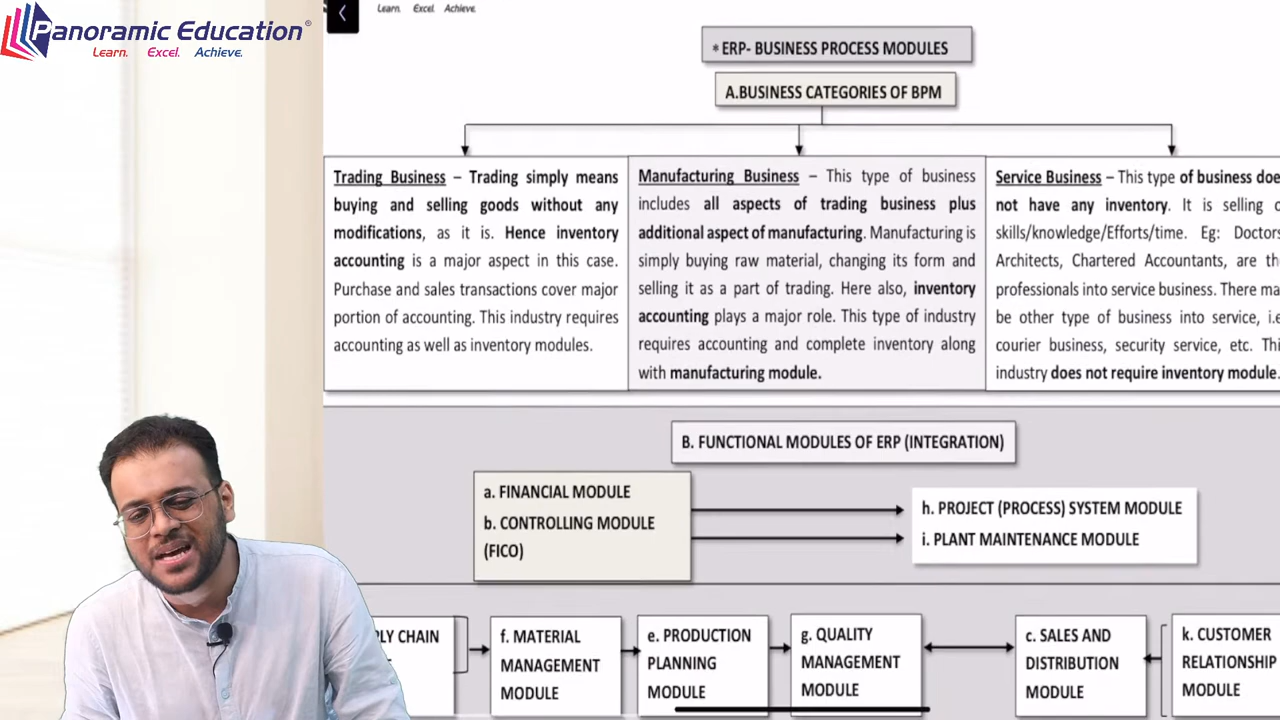 Panoramic Education®
Learn. Excel. Achieve.
Learn. Excel. Achieve.
*ERP- BUSINESS PROCESS MODULES
A.BUSINESS CATEGORIES OF BPM
Trading Business – Trading simply means
buying and selling goods without any
modifications, as it is. Hence inventory
accounting is a major aspect in this case.
Purchase and sales transactions cover major
portion of accounting. This industry requires
accounting as well as inventory modules.
Manufacturing Business – This type of business
includes all aspects of trading business plus
additional aspect of manufacturing. Manufacturing is
simply buying raw material, changing its form and
selling it as a part of trading. Here also, inventory
accounting plays a major role. This type of industry
requires accounting and complete inventory along
with manufacturing module.
Service Business – This type of business doe
not have any inventory. It is selling
skills/knowledge/Efforts/time. Eg: Doctors
Architects, Chartered Accountants, are th
professionals into service business. There ma
be other type of business into service, i.e
courier business, security service, etc. Thi
industry does not require inventory module.
B. FUNCTIONAL MODULES OF ERP (INTEGRATION)
a. FINANCIAL MODULE
b. CONTROLLING MODULE
(FICO)
h. PROJECT (PROCESS) SYSTEM MODULE
i. PLANT MAINTENANCE MODULE
LY CHAIN
f. MATERIAL
MANAGEMENT
MODULE
e. PRODUCTION
PLANNING
MODULE
g. QUALITY
MANAGEMENT
MODULE
c. SALES AND
DISTRIBUTION
MODULE
k. CUSTOMER
RELATIONSHIP
MODULE